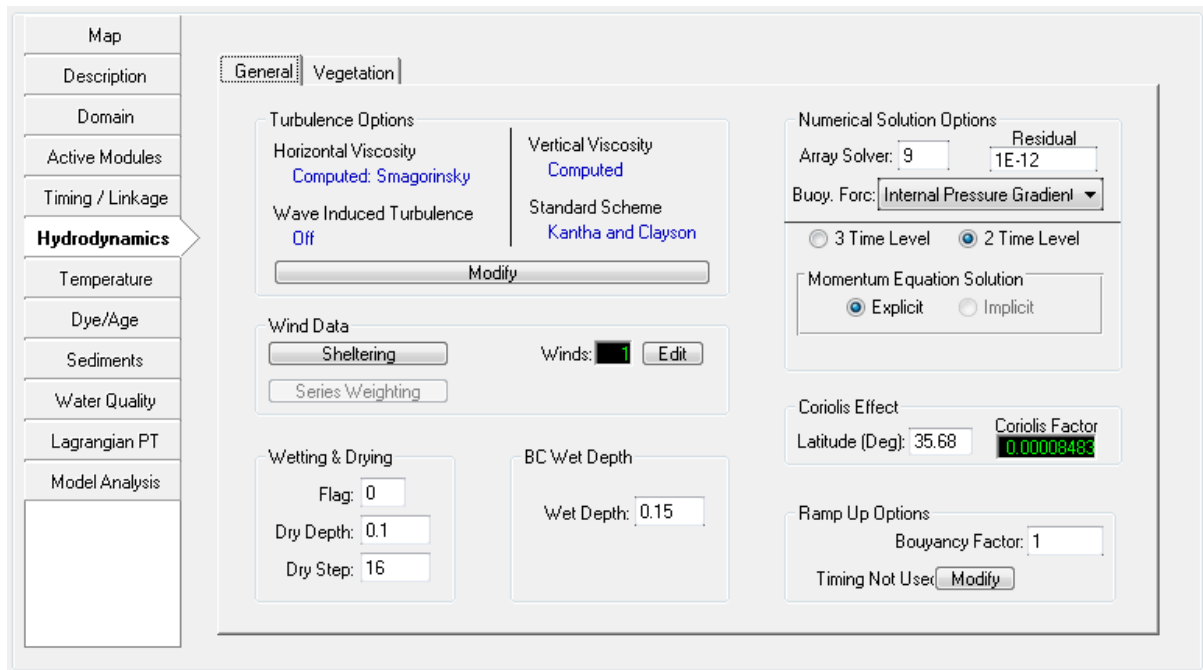 Map
Description
Domain
Active Modules
Timing / Linkage
Hydrodynamics
Temperature
Dye/Age
Sediments
Water Quality
Lagrangian PT
Model Analysis
General Vegetation
Turbulence Options
Horizontal Viscosity
Computed: Smagorinsky
Wave Induced Turbulence
Off
Vertical Viscosity
Computed
Standard Scheme
Kantha and Clayson
Modify
Wind Data
Sheltering
Winds: 1 Edit
Series Weighting
Wetting & Drying
Flag: 0
Dry Depth: 0.1
Dry Step: 16
BC Wet Depth
Wet Depth: 0.15
Numerical Solution Options
Residual
Array Solver: 9 1E-12
Buoy. Forc: Internal Pressure Gradient
3 Time Level 2 Time Level
Momentum Equation Solution
Explicit Implicit
Coriolis Effect
Coriolis Factor
Latitude (Deg): 35.68 0.00008483
Ramp Up Options
Bouyancy Factor: 1
Timing Not Used Modify